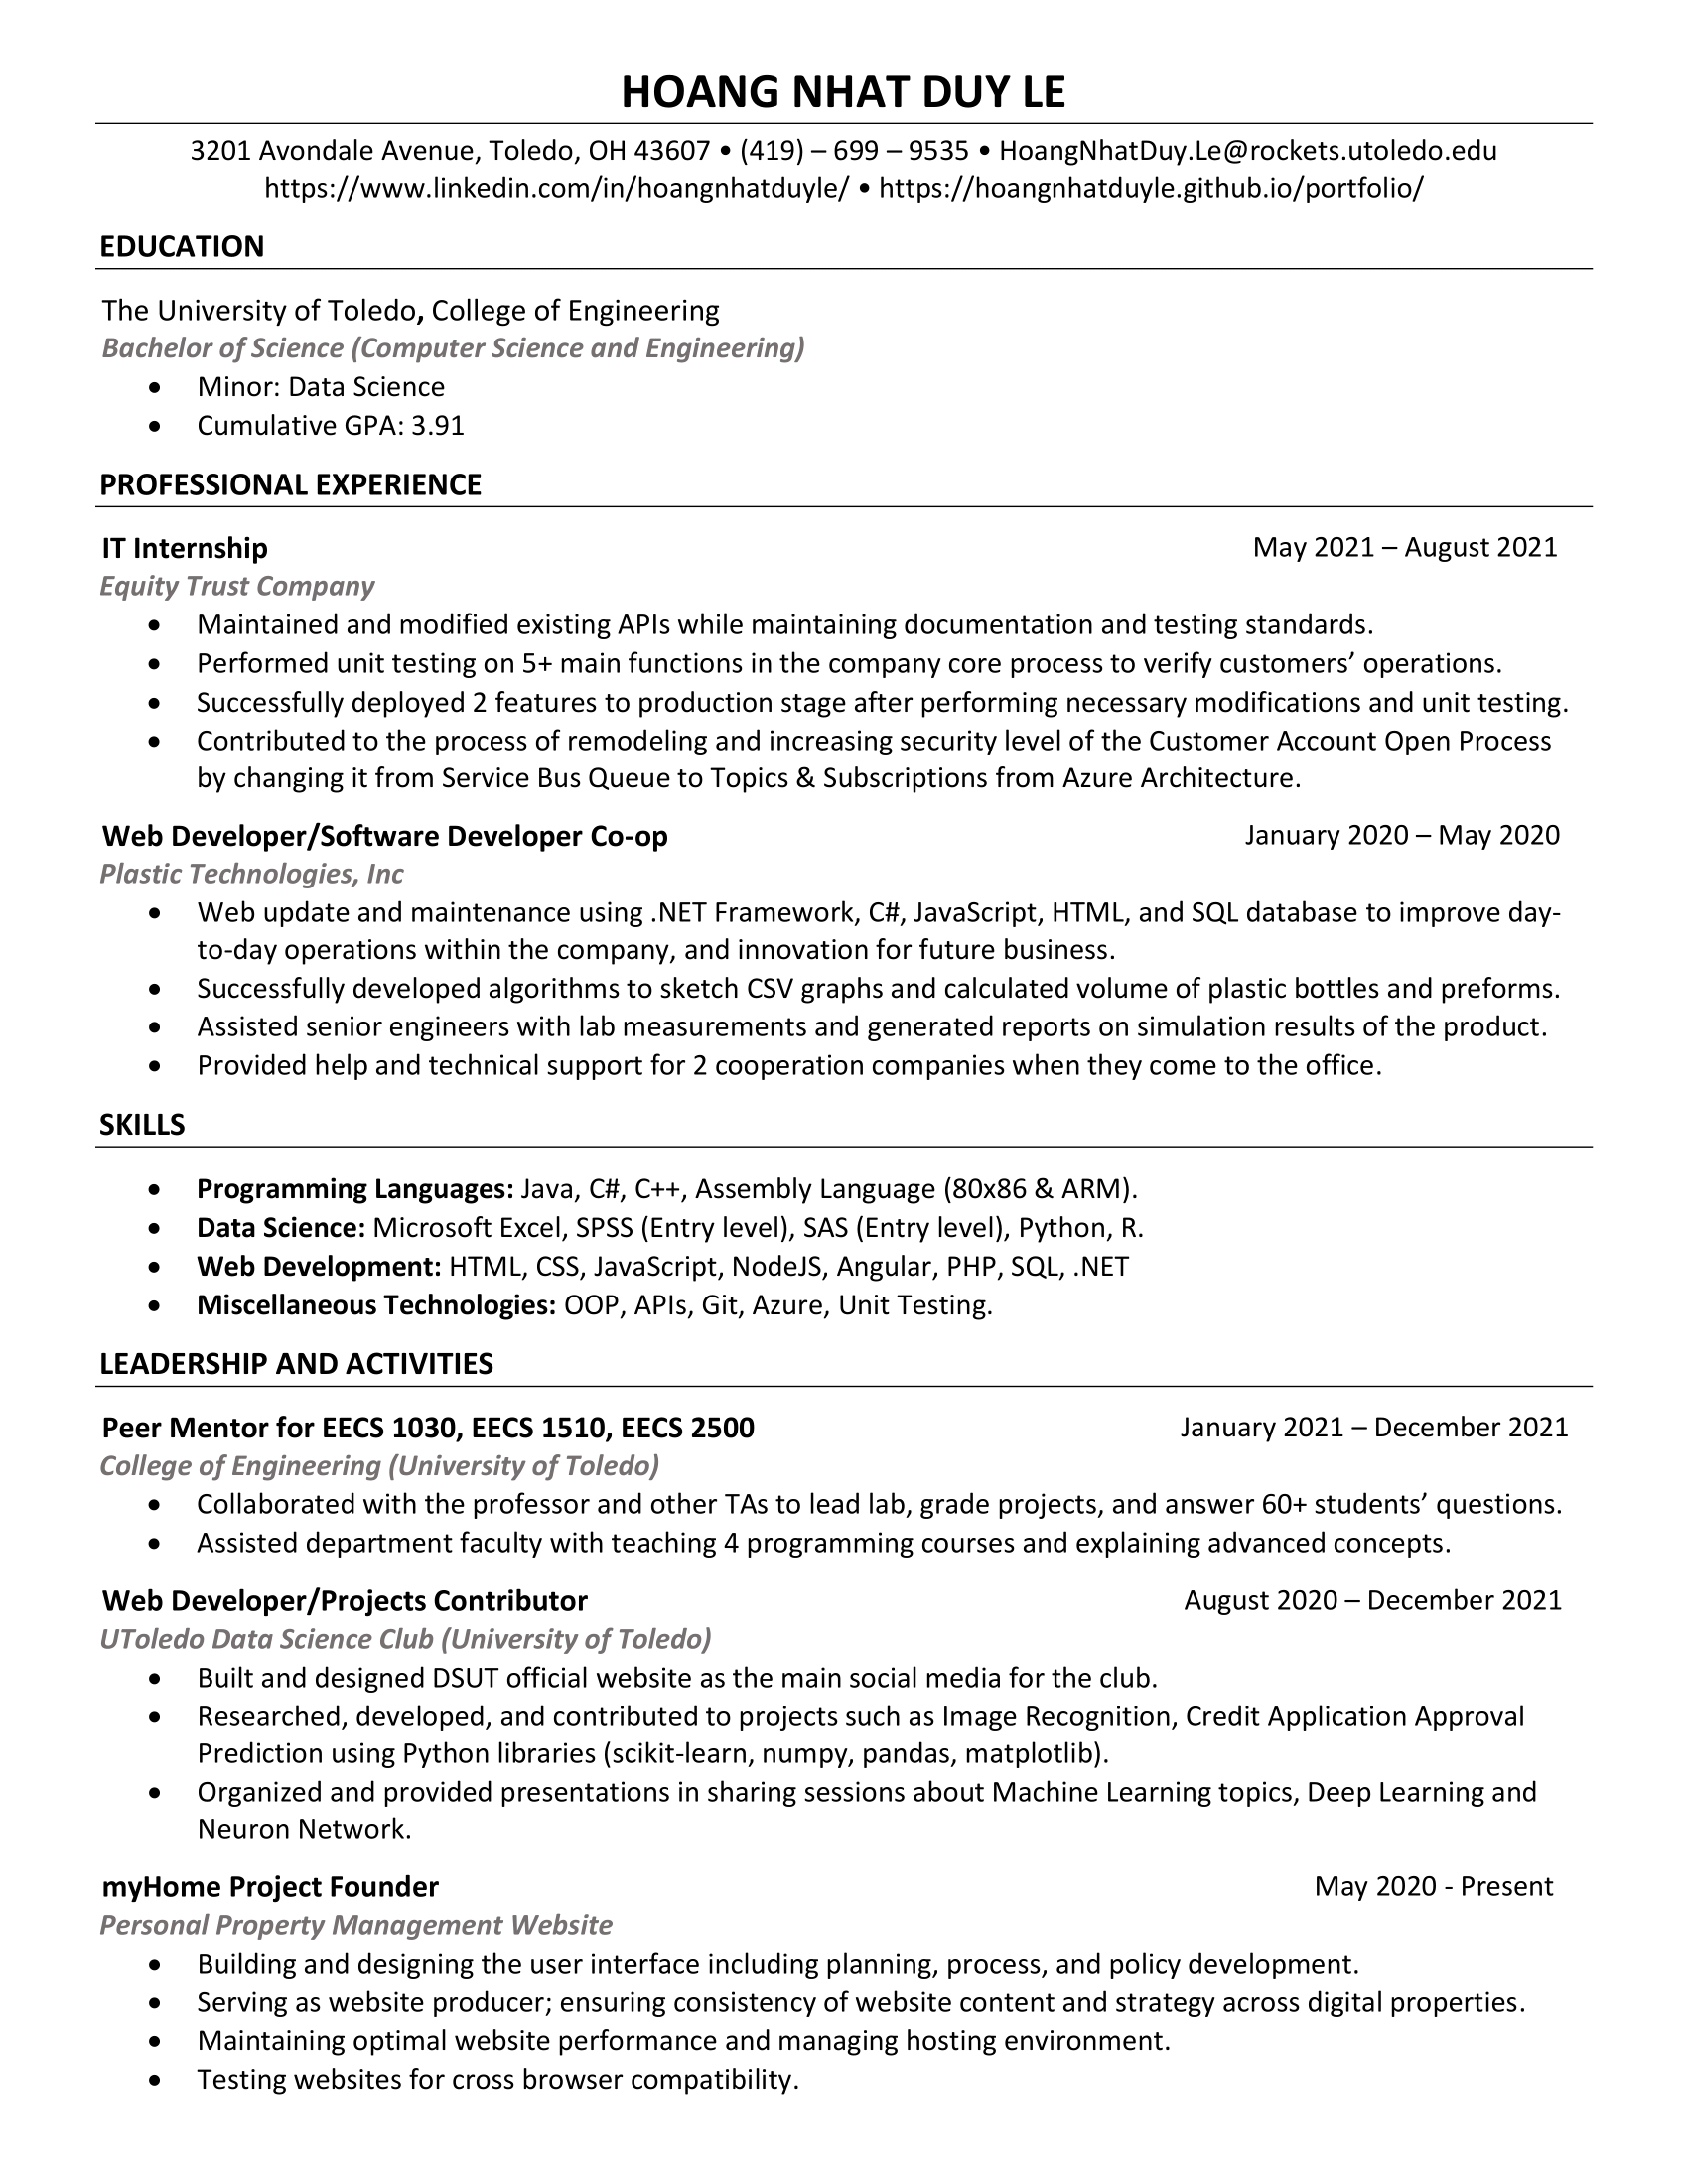 HOANG NHAT DUY LE
3201 Avondale Avenue, Toledo, OH 43607 • (419) – 699 – 9535 • HoangNhatDuy.Le@rockets.utoledo.edu
https://www.linkedin.com/in/hoangnhatduyle/ • https://hoangnhatduyle.github.io/portfolio/
EDUCATION
The University of Toledo, College of Engineering
Bachelor of Science (Computer Science and Engineering)
• Minor: Data Science
• Cumulative GPA: 3.91
PROFESSIONAL EXPERIENCE
IT Internship May 2021 – August 2021
Equity Trust Company
• Maintained and modified existing APIs while maintaining documentation and testing standards.
• Performed unit testing on 5+ main functions in the company core process to verify customers’ operations.
• Successfully deployed 2 features to production stage after performing necessary modifications and unit testing.
• Contributed to the process of remodeling and increasing security level of the Customer Account Open Process
by changing it from Service Bus Queue to Topics & Subscriptions from Azure Architecture.
Web Developer/Software Developer Co-op January 2020 – May 2020
Plastic Technologies, Inc
• Web update and maintenance using .NET Framework, C#, JavaScript, HTML, and SQL database to improve day-
to-day operations within the company, and innovation for future business.
• Successfully developed algorithms to sketch CSV graphs and calculated volume of plastic bottles and preforms.
• Assisted senior engineers with lab measurements and generated reports on simulation results of the product.
• Provided help and technical support for 2 cooperation companies when they come to the office.
SKILLS
• Programming Languages: Java, C#, C++, Assembly Language (80x86 & ARM).
• Data Science: Microsoft Excel, SPSS (Entry level), SAS (Entry level), Python, R.
• Web Development: HTML, CSS, JavaScript, NodeJS, Angular, PHP, SQL, .NET
• Miscellaneous Technologies: OOP, APIs, Git, Azure, Unit Testing.
LEADERSHIP AND ACTIVITIES
Peer Mentor for EECS 1030, EECS 1510, EECS 2500 January 2021 – December 2021
College of Engineering (University of Toledo)
• Collaborated with the professor and other TAs to lead lab, grade projects, and answer 60+ students’ questions.
• Assisted department faculty with teaching 4 programming courses and explaining advanced concepts.
Web Developer/Projects Contributor August 2020 – December 2021
UToledo Data Science Club (University of Toledo)
• Built and designed DSUT official website as the main social media for the club.
• Researched, developed, and contributed to projects such as Image Recognition, Credit Application Approval
Prediction using Python libraries (scikit-learn, numpy, pandas, matplotlib).
• Organized and provided presentations in sharing sessions about Machine Learning topics, Deep Learning and
Neuron Network.
myHome Project Founder May 2020 - Present
Personal Property Management Website
• Building and designing the user interface including planning, process, and policy development.
• Serving as website producer; ensuring consistency of website content and strategy across digital properties.
• Maintaining optimal website performance and managing hosting environment.
• Testing websites for cross browser compatibility.